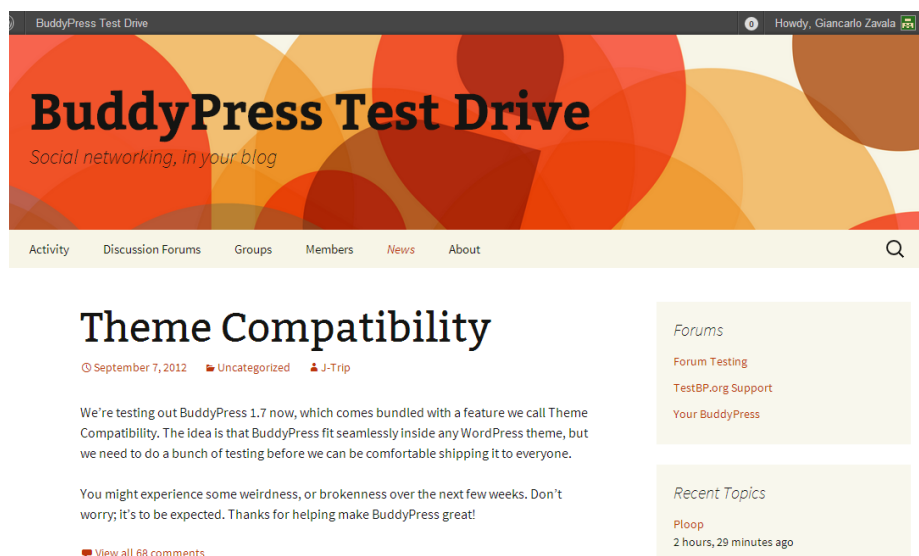 BuddyPress Test Drive
0
Howdy, Giancarlo Zavala
BuddyPress Test Drive
Social networking, in your blog
Activity
Discussion Forums
Groups
Members
News
About
Theme Compatibility
September 7, 2012
Uncategorized
J-Trip
We're testing out BuddyPress 1.7 now, which comes bundled with a feature we call Theme
Compatibility. The idea is that BuddyPress fit seamlessly inside any WordPress theme, but
we need to do a bunch of testing before we can be comfortable shipping it to everyone.
You might experience some weirdness, or brokenness over the next few weeks. Don't
worry; it's to be expected. Thanks for helping make BuddyPress great!
View all 68 comments
Forums
Forum Testing
TestBP.org Support
Your BuddyPress
Recent Topics
Ploop
2 hours, 29 minutes ago